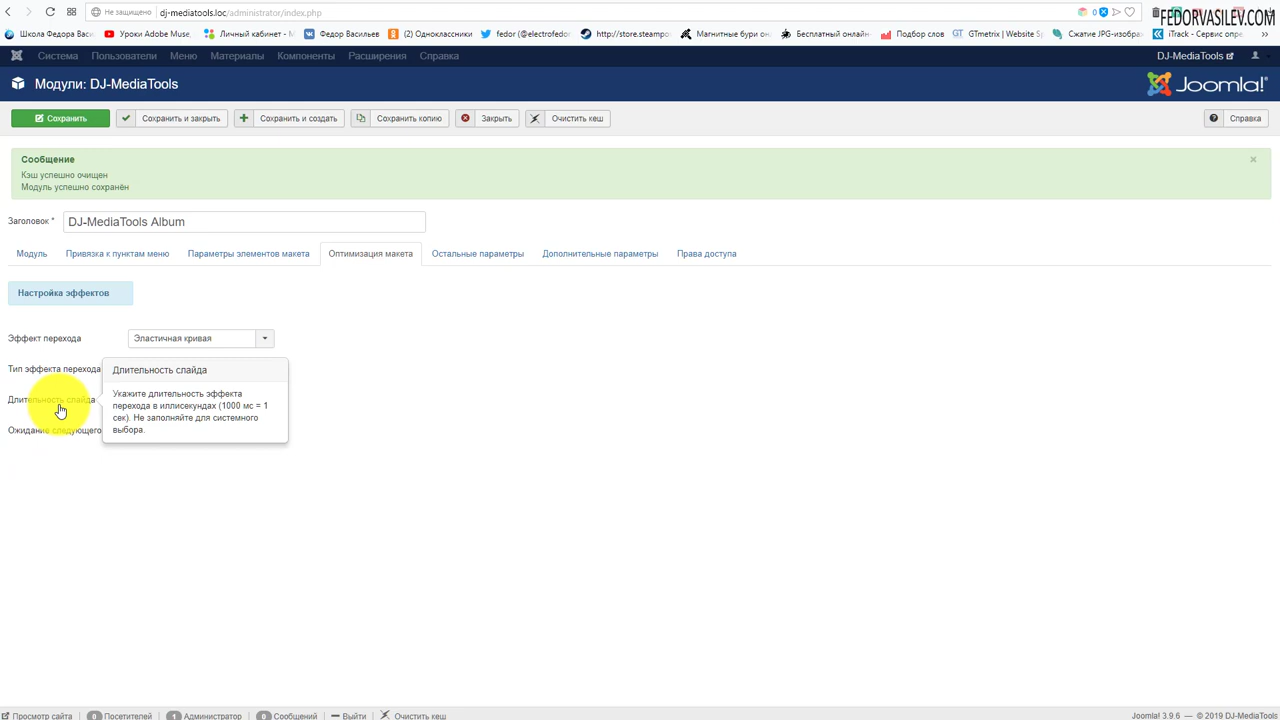 Не защищено dj-mediatools.loc/administrator/index.php 0
FEDORVASILEV.COM
Школа Федора Васи Уроки Adobe Muse, Личный кабинет - М Федор Васильев (2) Одноклассники fedor (@electrofedor http://store.steampo Магнитные бури он Бесплатный онлайн Подбор слов GTmetrix | Website Sp Сжатие JPG-изображ iTrack - Сервис опре
Система Пользователи Меню Материалы Компоненты Расширения Справка DJ-MediaTools
Модули: DJ-MediaTools Joomla!®
Сохранить Сохранить и закрыть Сохранить и создать Сохранить копию Закрыть Очистить кеш Справка
Сообщение ×
Кэш успешно очищен
Модуль успешно сохранён
Заголовок * DJ-MediaTools Album
Модуль Привязка к пунктам меню Параметры элементов макета Оптимизация макета Остальные параметры Дополнительные параметры Права доступа
Настройка эффектов
Эффект перехода Эластичная кривая
Тип эффекта перехода
Длительность слайда
Ожидание следующего
Длительность слайда
Укажите длительность эффекта
перехода в иллисекундах (1000 мс = 1
сек). Не заполняйте для системного
выбора.
Просмотр сайта 0 Посетителей 1 Администратор 0 Сообщений Выйти Очистить кеш Joomla! 3.9.6 — © 2019 DJ-MediaTools